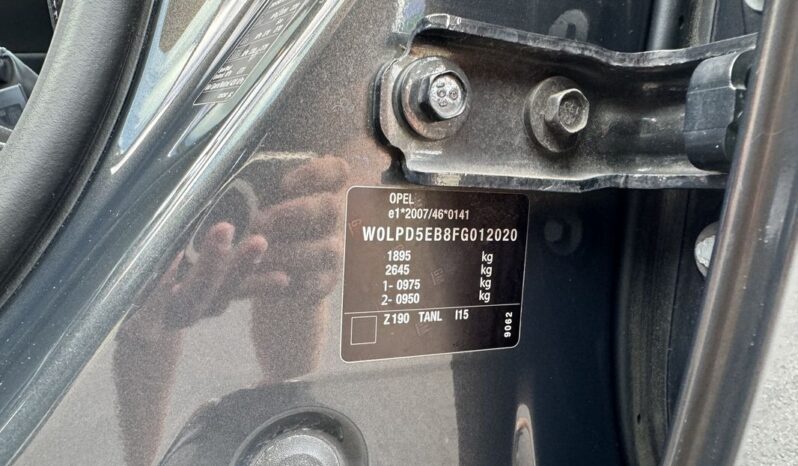 OPEL
e1*2007/46*0141
W0LPD5EB8FG012020
1895 kg
2645 kg
1- 0975 kg
2- 0950 kg
Z190 TANL I15
9062